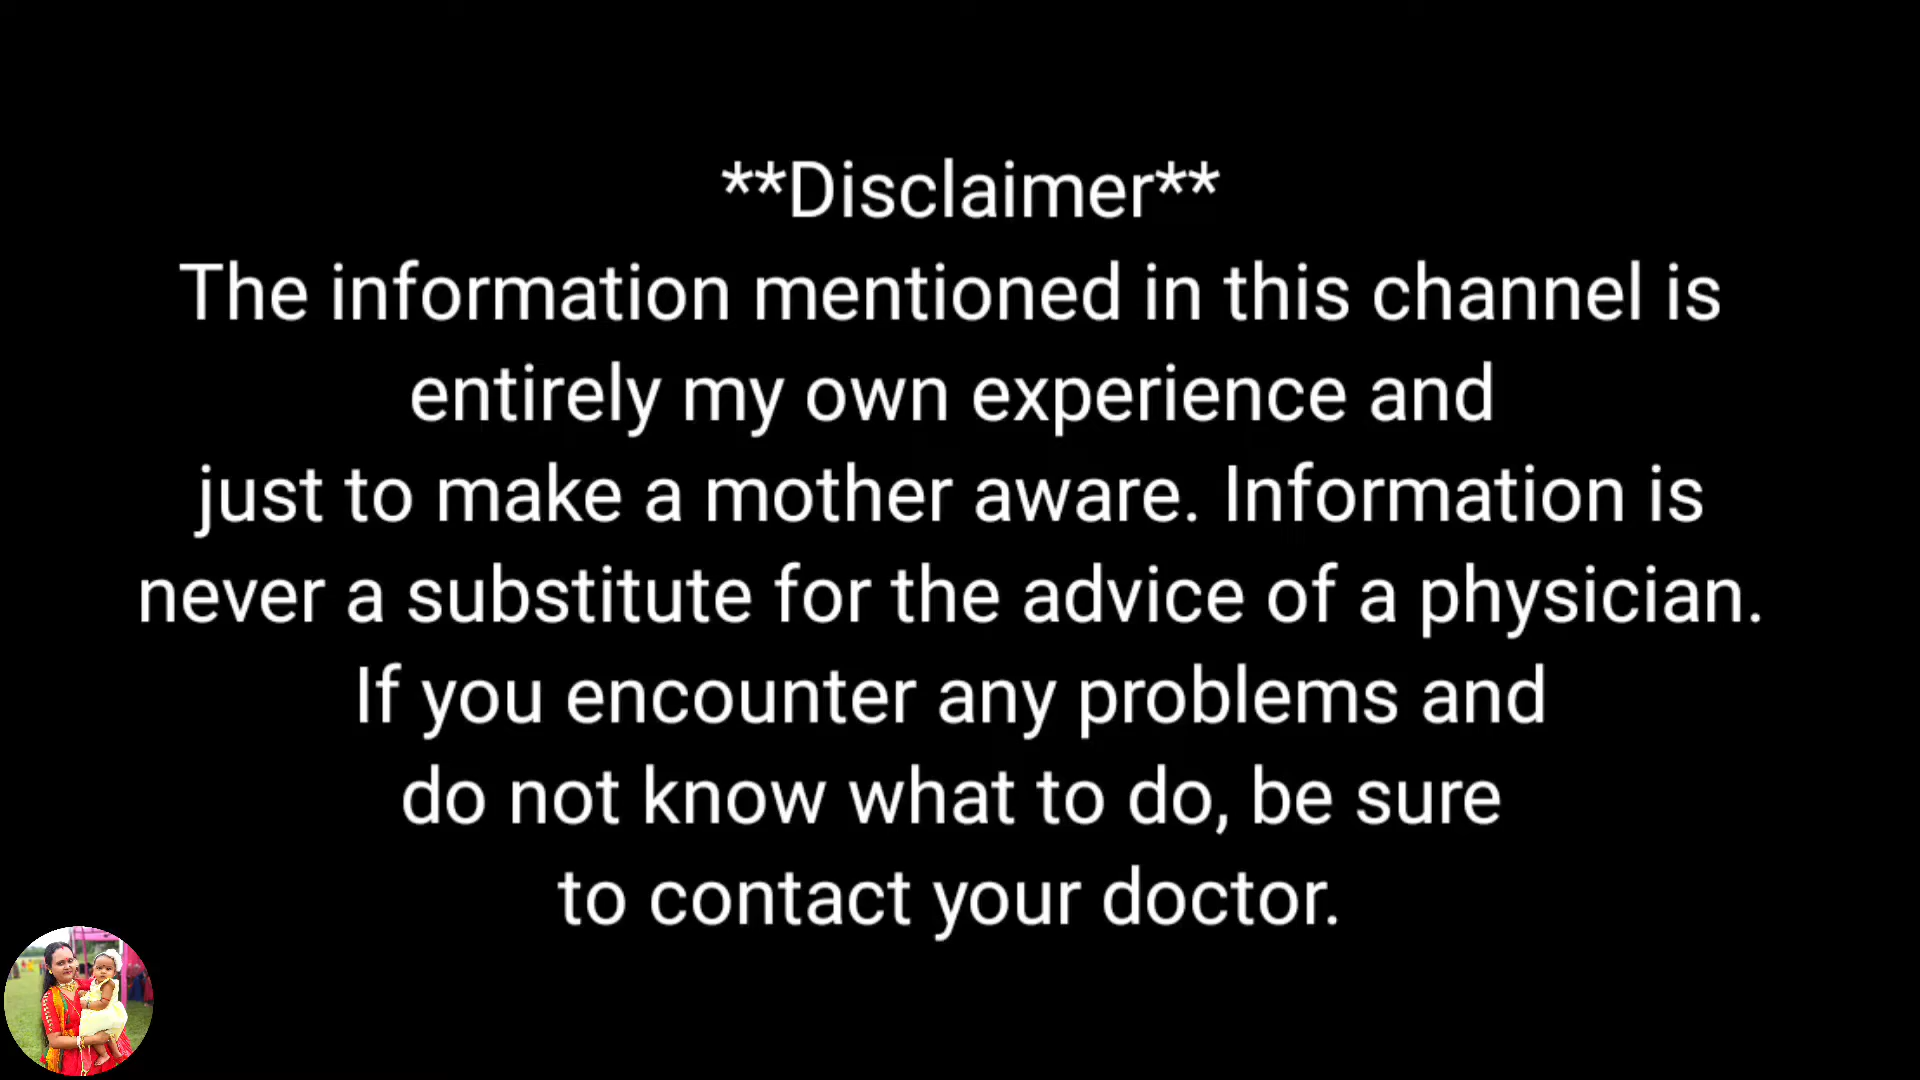 **Disclaimer**
The information mentioned in this channel is
entirely my own experience and
just to make a mother aware. Information is
never a substitute for the advice of a physician.
If you encounter any problems and
do not know what to do, be sure
to contact your doctor.